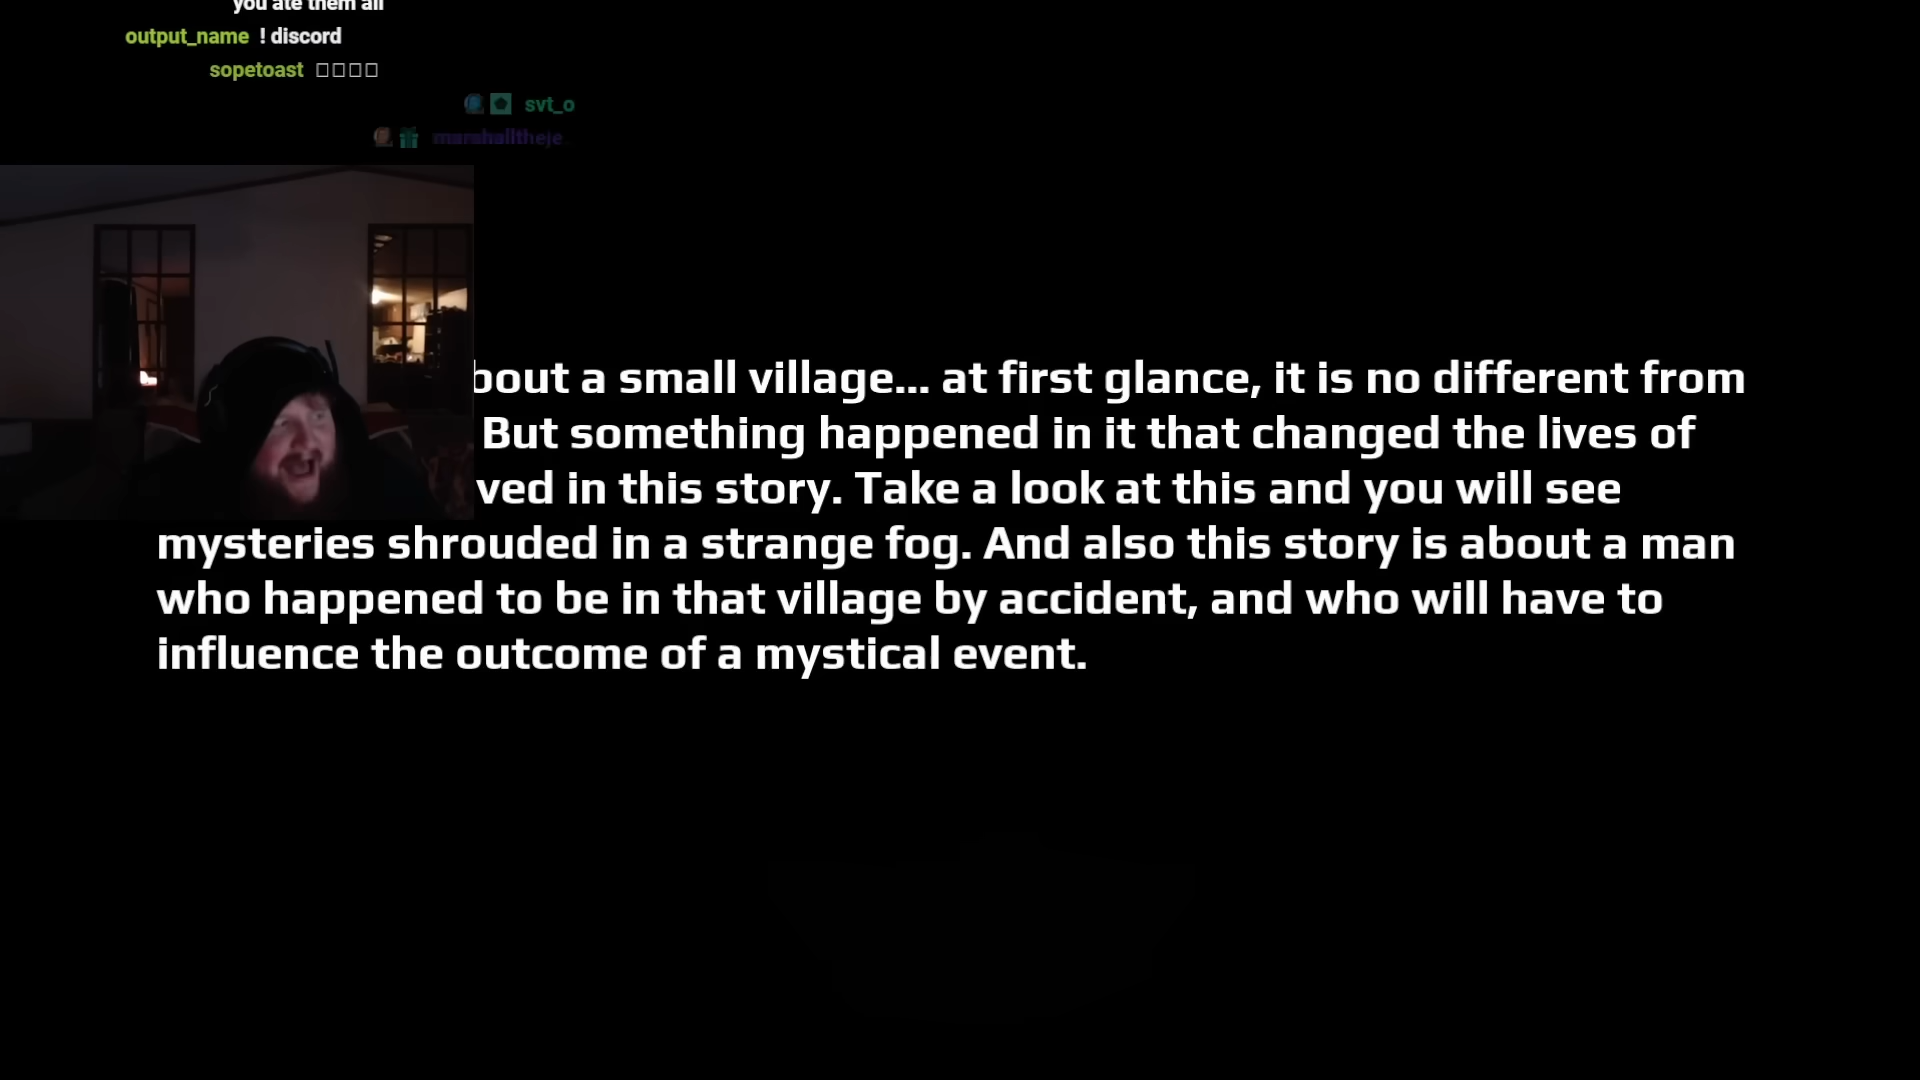 you ate them all
output_name ! discord
sopetoast
svt_o
marshalltheje
bout a small village... at first glance, it is no different from
But something happened in it that changed the lives of
ved in this story. Take a look at this and you will see
mysteries shrouded in a strange fog. And also this story is about a man
who happened to be in that village by accident, and who will have to
influence the outcome of a mystical event.